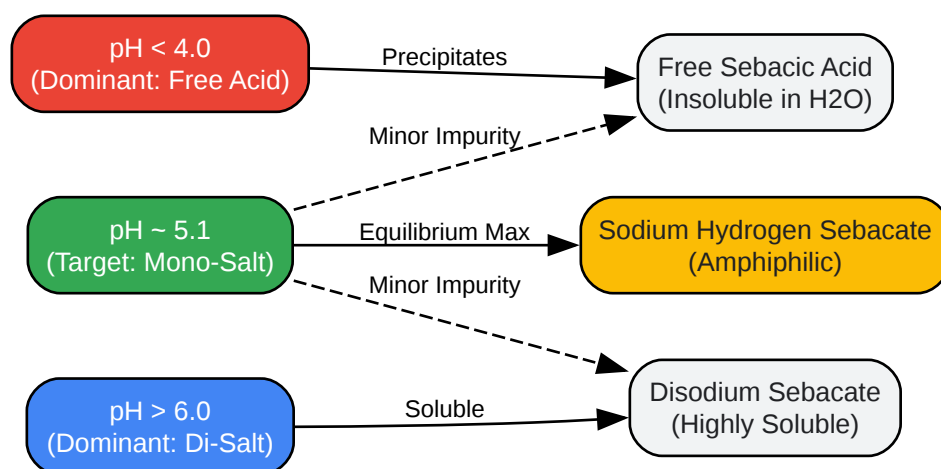 pH < 4.0
(Dominant: Free Acid)
Precipitates
Free Sebacic Acid
(Insoluble in H2O)
Minor Impurity
pH ~ 5.1
(Target: Mono-Salt)
Equilibrium Max
Sodium Hydrogen Sebacate
(Amphiphilic)
Minor Impurity
pH > 6.0
(Dominant: Di-Salt)
Soluble
Disodium Sebacate
(Highly Soluble)